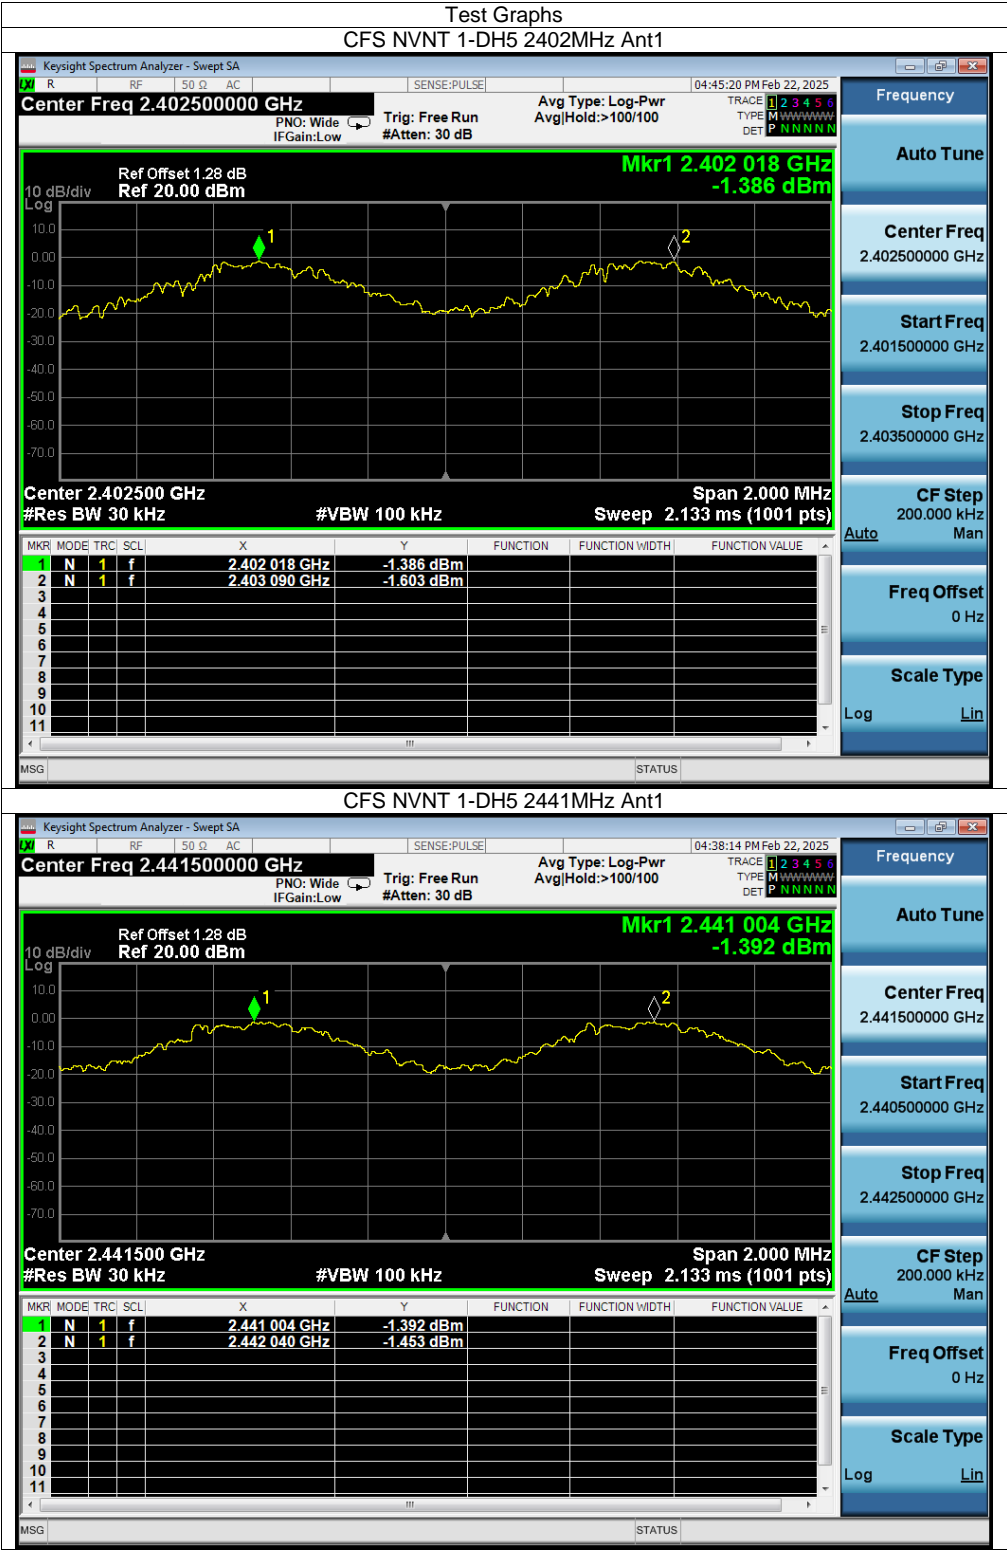 Test Graphs
CFS NVNT 1-DH5 2402MHz Ant1
Keysight Spectrum Analyzer - Swept SA
LXI R RF 50 Ω AC SENSE:PULSE 04:45:20 PM Feb 22, 2025
Center Freq 2.402500000 GHz Avg Type: Log-Pwr TRACE 1 2 3 4 5 6
PNO: Wide Trig: Free Run Avg|Hold:>100/100 TYPE M WWWWW
IFGain:Low #Atten: 30 dB DET P N N N N N
Frequency
Mkr1 2.402 018 GHz
-1.386 dBm
Ref Offset 1.28 dB
10 dB/div Ref 20.00 dBm
Log
10.0
0.00
-10.0
-20.0
-30.0
-40.0
-50.0
-60.0
-70.0
1
2
Center 2.402500 GHz Span 2.000 MHz
#Res BW 30 kHz #VBW 100 kHz Sweep 2.133 ms (1001 pts)
MKR MODE TRC SCL X Y FUNCTION FUNCTION WIDTH FUNCTION VALUE
1 N 1 f 2.402 018 GHz -1.386 dBm
2 N 1 f 2.403 090 GHz -1.603 dBm
3
4
5
6
7
8
9
10
11
MSG STATUS
Auto Tune
Center Freq
2.402500000 GHz
Start Freq
2.401500000 GHz
Stop Freq
2.403500000 GHz
CF Step
200.000 kHz
Auto Man
Freq Offset
0 Hz
Scale Type
Log Lin
CFS NVNT 1-DH5 2441MHz Ant1
Keysight Spectrum Analyzer - Swept SA
LXI R RF 50 Ω AC SENSE:PULSE 04:38:14 PM Feb 22, 2025
Center Freq 2.441500000 GHz Avg Type: Log-Pwr TRACE 1 2 3 4 5 6
PNO: Wide Trig: Free Run Avg|Hold:>100/100 TYPE M WWWWW
IFGain:Low #Atten: 30 dB DET P N N N N N
Frequency
Mkr1 2.441 004 GHz
-1.392 dBm
Ref Offset 1.28 dB
10 dB/div Ref 20.00 dBm
Log
10.0
0.00
-10.0
-20.0
-30.0
-40.0
-50.0
-60.0
-70.0
1
2
Center 2.441500 GHz Span 2.000 MHz
#Res BW 30 kHz #VBW 100 kHz Sweep 2.133 ms (1001 pts)
MKR MODE TRC SCL X Y FUNCTION FUNCTION WIDTH FUNCTION VALUE
1 N 1 f 2.441 004 GHz -1.392 dBm
2 N 1 f 2.442 040 GHz -1.453 dBm
3
4
5
6
7
8
9
10
11
MSG STATUS
Auto Tune
Center Freq
2.441500000 GHz
Start Freq
2.440500000 GHz
Stop Freq
2.442500000 GHz
CF Step
200.000 kHz
Auto Man
Freq Offset
0 Hz
Scale Type
Log Lin